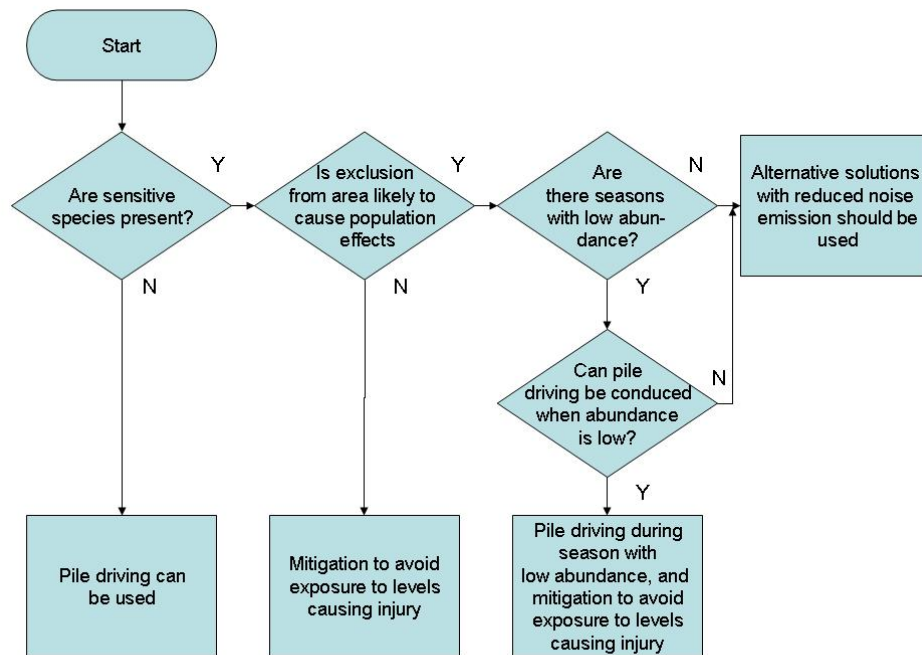 Start
Are sensitive
species present?
Y
N
Is exclusion
from area likely to
cause population
effects
Y
N
Are
there seasons
with low abun-
dance?
N
Y
Alternative solutions
with reduced noise
emission should be
used
Can pile
driving be conduced
when abundance
is low?
N
Y
Pile driving can
be used
Mitigation to avoid
exposure to levels
causing injury
Pile driving during
season with
low abundance, and
mitigation to avoid
exposure to levels
causing injury